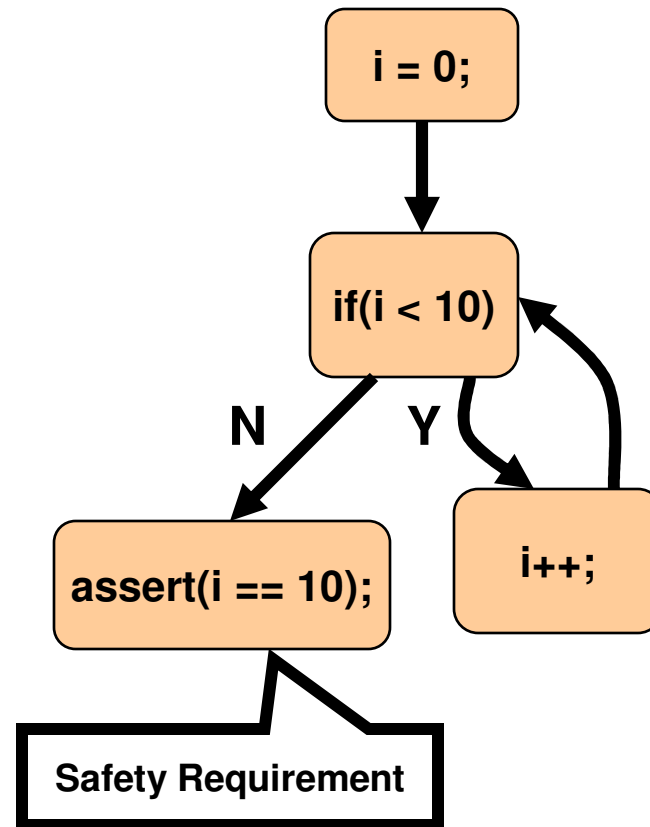 i = 0;
if(i < 10)
N
Y
assert(i == 10);
i++;
Safety Requirement